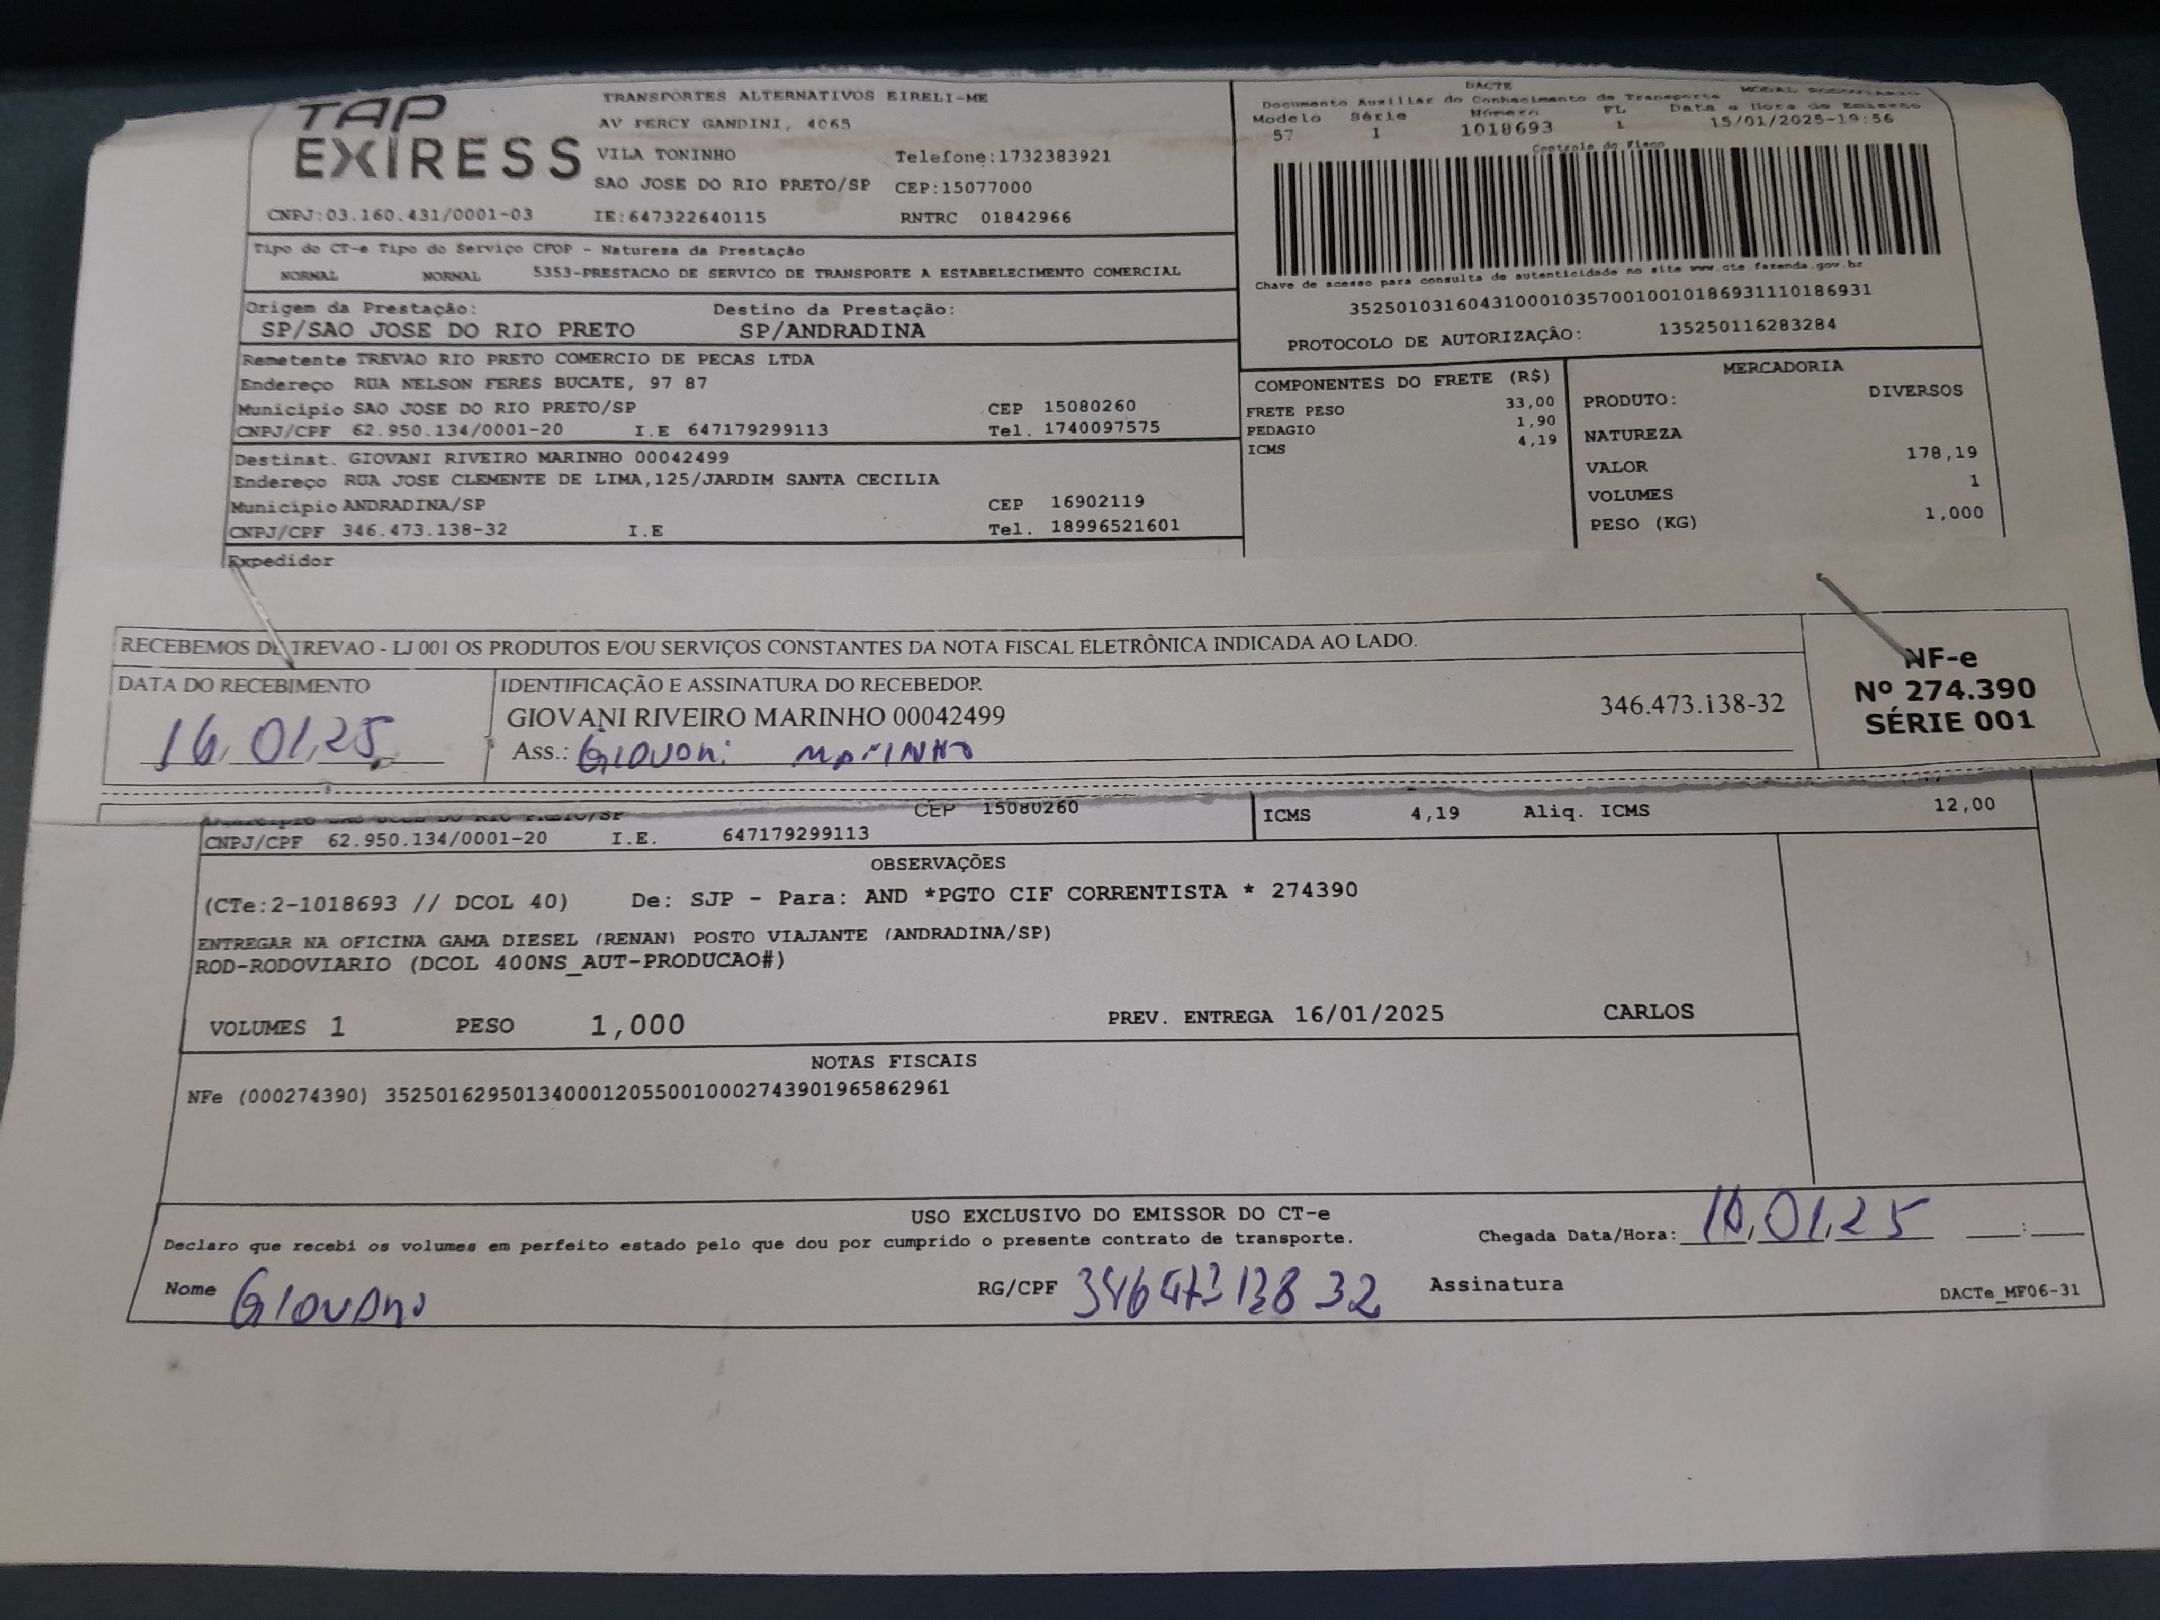 TAP
EXIRESS
TRANSPORTES ALTERNATIVOS EIRELI-ME
AV PERCY GANDINI, 4065
VILA TONINHO Telefone:1732383921
SAO JOSE DO RIO PRETO/SP CEP:15077000
CNPJ:03.160.431/0001-03 IE:647322640115 RNTRC 01842966
DACTE
Documento Auxiliar do Conhecimento de Transporte MODAL RODOVIARIO
Modelo Série Número FL Data e Hora de Emissão
57 1 1018693 1 15/01/2025-19:56
Controle do Fisco
Chave de acesso para consulta de autenticidade no site www.cte.fazenda.gov.br
35250103160431000103570010010186931110186931
PROTOCOLO DE AUTORIZAÇÃO: 135250116283284
Tipo do CT-e Tipo do Serviço CFOP - Natureza da Prestação
NORMAL NORMAL 5353-PRESTACAO DE SERVICO DE TRANSPORTE A ESTABELECIMENTO COMERCIAL
Origem da Prestação: Destino da Prestação:
SP/SAO JOSE DO RIO PRETO SP/ANDRADINA
Remetente TREVAO RIO PRETO COMERCIO DE PECAS LTDA
Endereço RUA NELSON FERES BUCATE, 97 87
Municipio SAO JOSE DO RIO PRETO/SP CEP 15080260
CNPJ/CPF 62.950.134/0001-20 I.E 647179299113 Tel. 1740097575
Destinat. GIOVANI RIVEIRO MARINHO 00042499
Endereço RUA JOSE CLEMENTE DE LIMA,125/JARDIM SANTA CECILIA
Municipio ANDRADINA/SP CEP 16902119
CNPJ/CPF 346.473.138-32 I.E Tel. 18996521601
Expedidor
COMPONENTES DO FRETE (R$)
FRETE PESO 33,00
PEDAGIO 1,90
ICMS 4,19
MERCADORIA
PRODUTO: DIVERSOS
NATUREZA
VALOR 178,19
VOLUMES 1
PESO (KG) 1,000
RECEBEMOS DE TREVAO - LJ 001 OS PRODUTOS E/OU SERVIÇOS CONSTANTES DA NOTA FISCAL ELETRÔNICA INDICADA AO LADO.
DATA DO RECEBIMENTO
16.01.25
IDENTIFICAÇÃO E ASSINATURA DO RECEBEDOR
GIOVANI RIVEIRO MARINHO 00042499 346.473.138-32
Ass.: Giovani MARINHO
NF-e
Nº 274.390
SÉRIE 001
CEP 15080260
CNPJ/CPF 62.950.134/0001-20 I.E. 647179299113
ICMS 4,19 Aliq. ICMS 12,00
OBSERVAÇÕES
(CTe:2-1018693 // DCOL 40) De: SJP - Para: AND *PGTO CIF CORRENTISTA * 274390
ENTREGAR NA OFICINA GAMA DIESEL (RENAN) POSTO VIAJANTE (ANDRADINA/SP)
ROD-RODOVIARIO (DCOL 400NS_AUT-PRODUCAO#)
VOLUMES 1 PESO 1,000 PREV. ENTREGA 16/01/2025 CARLOS
NOTAS FISCAIS
NFe (000274390) 35250162950134000120550010002743901965862961
USO EXCLUSIVO DO EMISSOR DO CT-e
Declaro que recebi os volumes em perfeito estado pelo que dou por cumprido o presente contrato de transporte.
Chegada Data/Hora: 16.01.25 :
Nome Giovani RG/CPF 346 473 138 32 Assinatura
DACTe_MF06-31